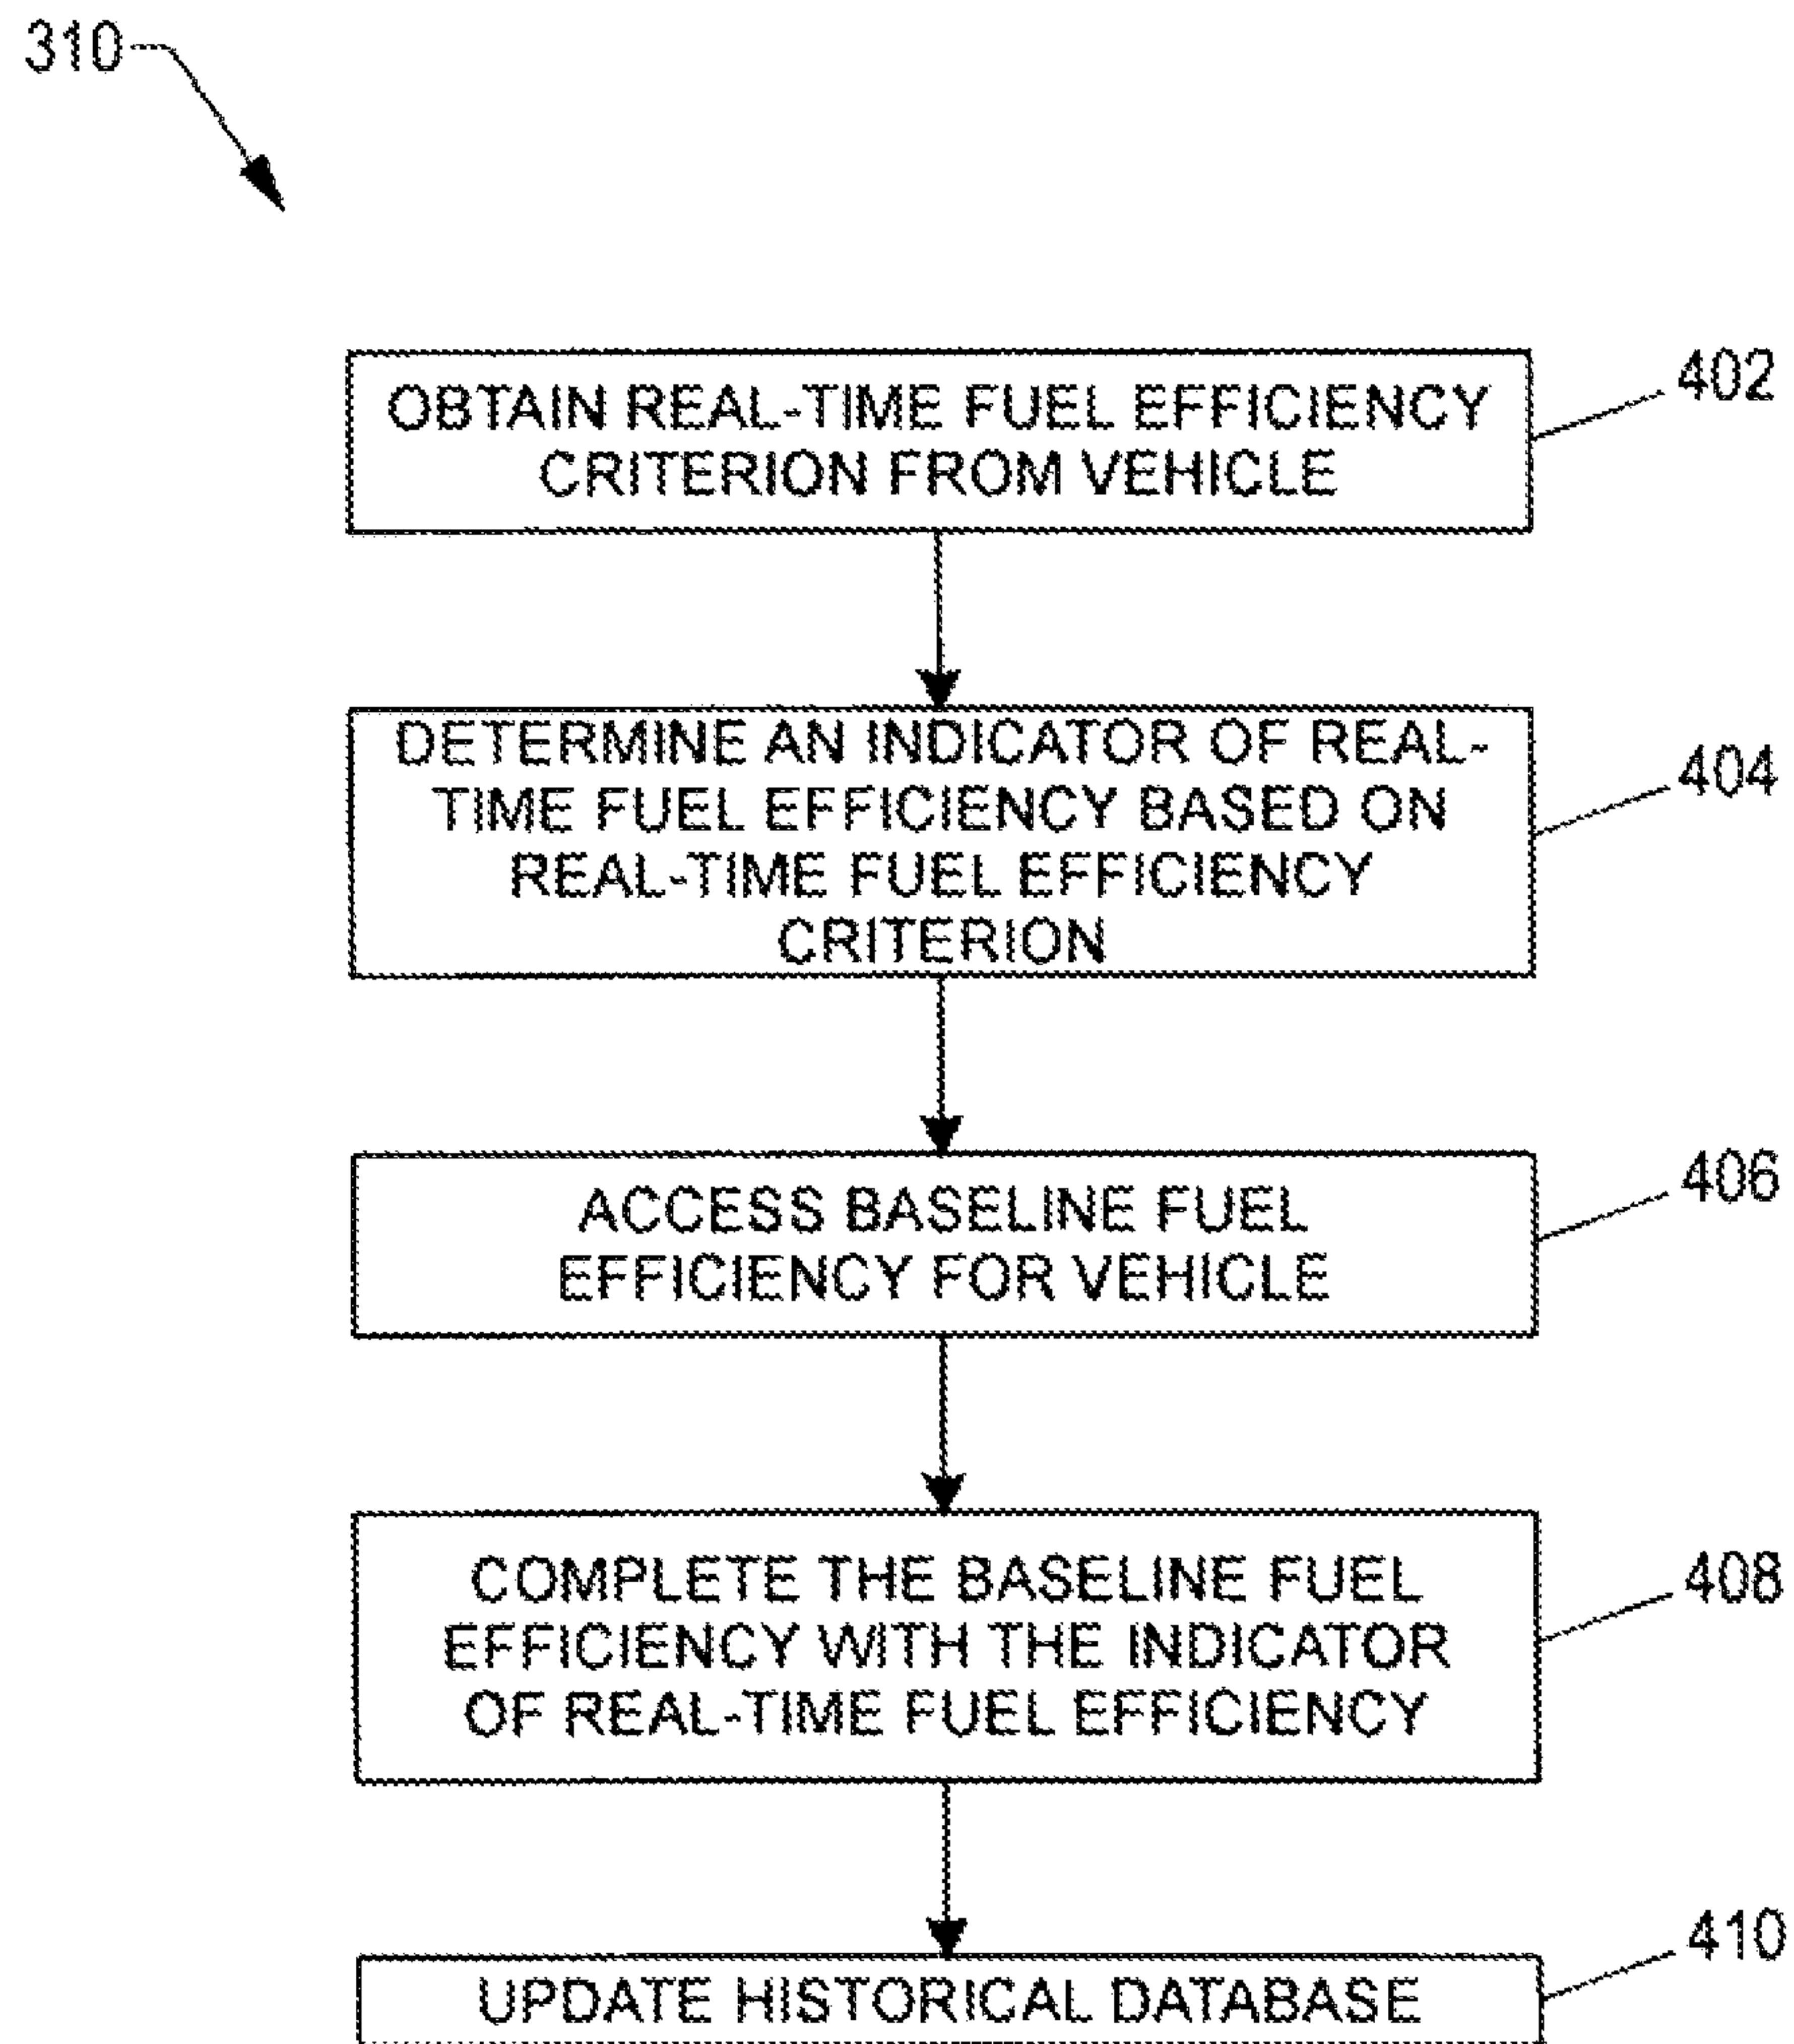 310
OBTAIN REAL-TIME FUEL EFFICIENCY
CRITERION FROM VEHICLE
402
DETERMINE AN INDICATOR OF REAL-
TIME FUEL EFFICIENCY BASED ON
REAL-TIME FUEL EFFICIENCY
CRITERION
404
ACCESS BASELINE FUEL
EFFICIENCY FOR VEHICLE
406
COMPLETE THE BASELINE FUEL
EFFICIENCY WITH THE INDICATOR
OF REAL-TIME FUEL EFFICIENCY
408
UPDATE HISTORICAL DATABASE
410